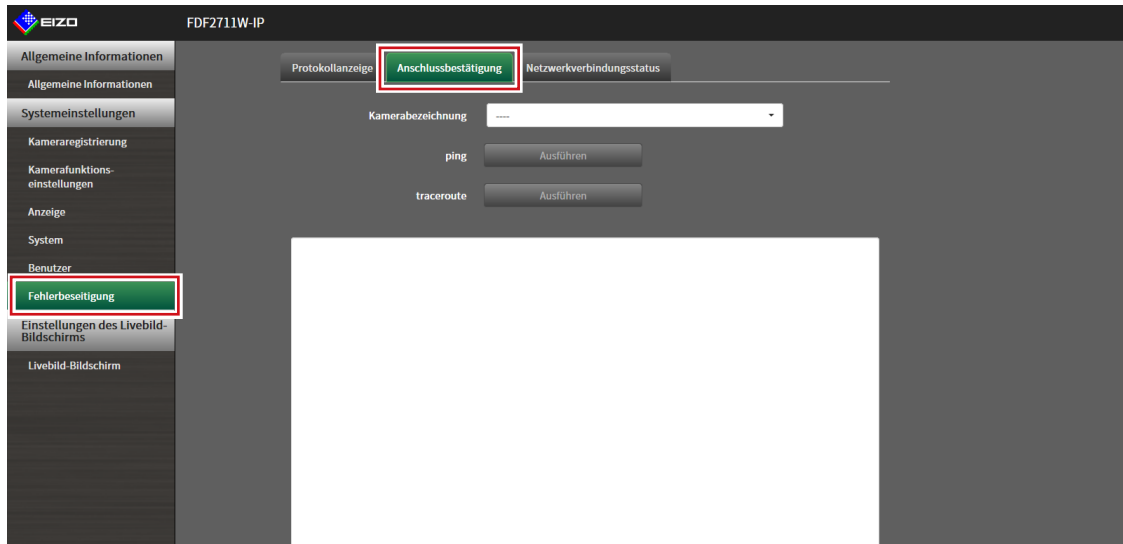 EIZO FDF2711W-IP
Allgemeine Informationen
Allgemeine Informationen
Systemeinstellungen
Kameraregistrierung
Kamerafunktions-
einstellungen
Anzeige
System
Benutzer
Fehlerbeseitigung
Einstellungen des Livebild-
Bildschirms
Livebild-Bildschirm
Protokollanzeige Anschlussbestätigung Netzwerkverbindungsstatus
Kamerabezeichnung ----
ping Ausführen
traceroute Ausführen